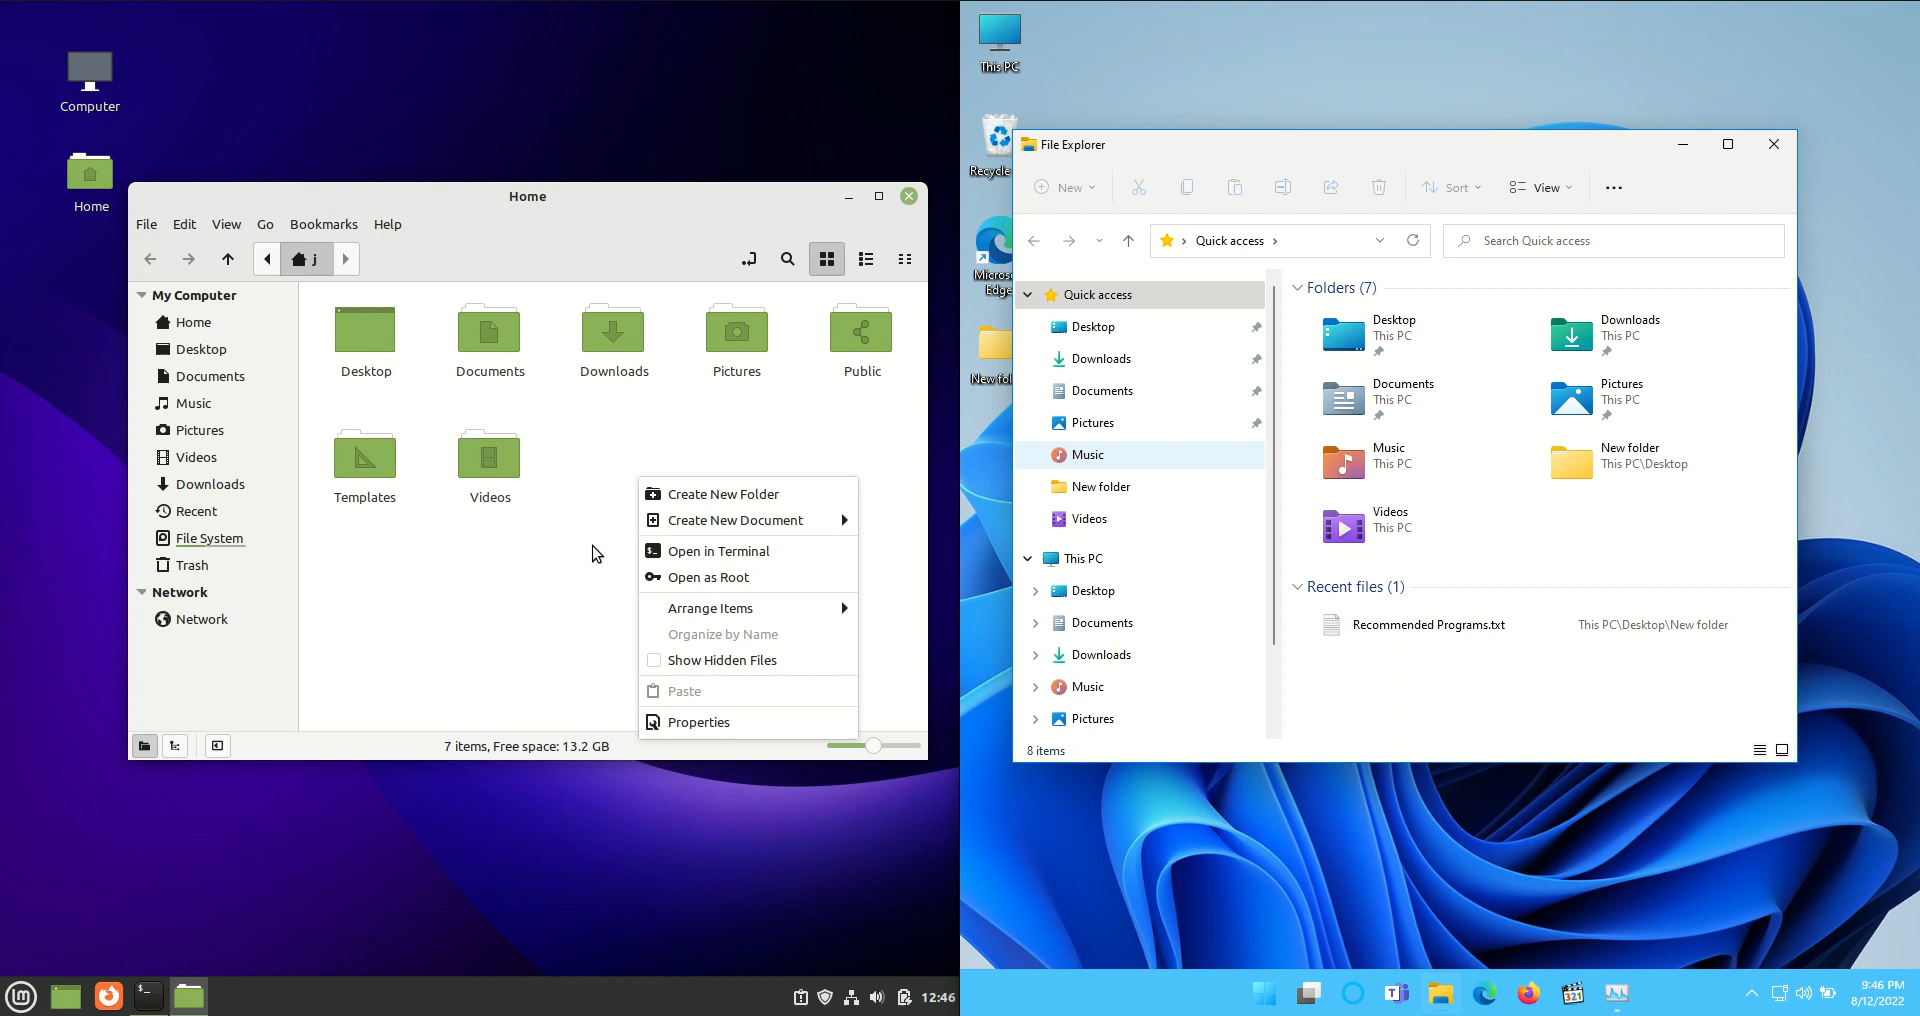 Computer
Home
Home
File Edit View Go Bookmarks Help
j
My Computer
Home
Desktop
Documents
Music
Pictures
Videos
Downloads
Recent
File System
Trash
Network
Network
Desktop
Documents
Downloads
Pictures
Public
Templates
Videos
Create New Folder
Create New Document
Open in Terminal
Open as Root
Arrange Items
Organize by Name
Show Hidden Files
Paste
Properties
7 items, Free space: 13.2 GB
12:46
This PC
Recycle
Micros
Edge
New fol
File Explorer
New
Sort
View
Quick access
Search Quick access
Quick access
Desktop
Downloads
Documents
Pictures
Music
New folder
Videos
This PC
Desktop
Documents
Downloads
Music
Pictures
Folders (7)
Desktop
This PC
Downloads
This PC
Documents
This PC
Pictures
This PC
Music
This PC
New folder
This PC\Desktop
Videos
This PC
Recent files (1)
Recommended Programs.txt
This PC\Desktop\New folder
8 items
321
9:46 PM
8/12/2022